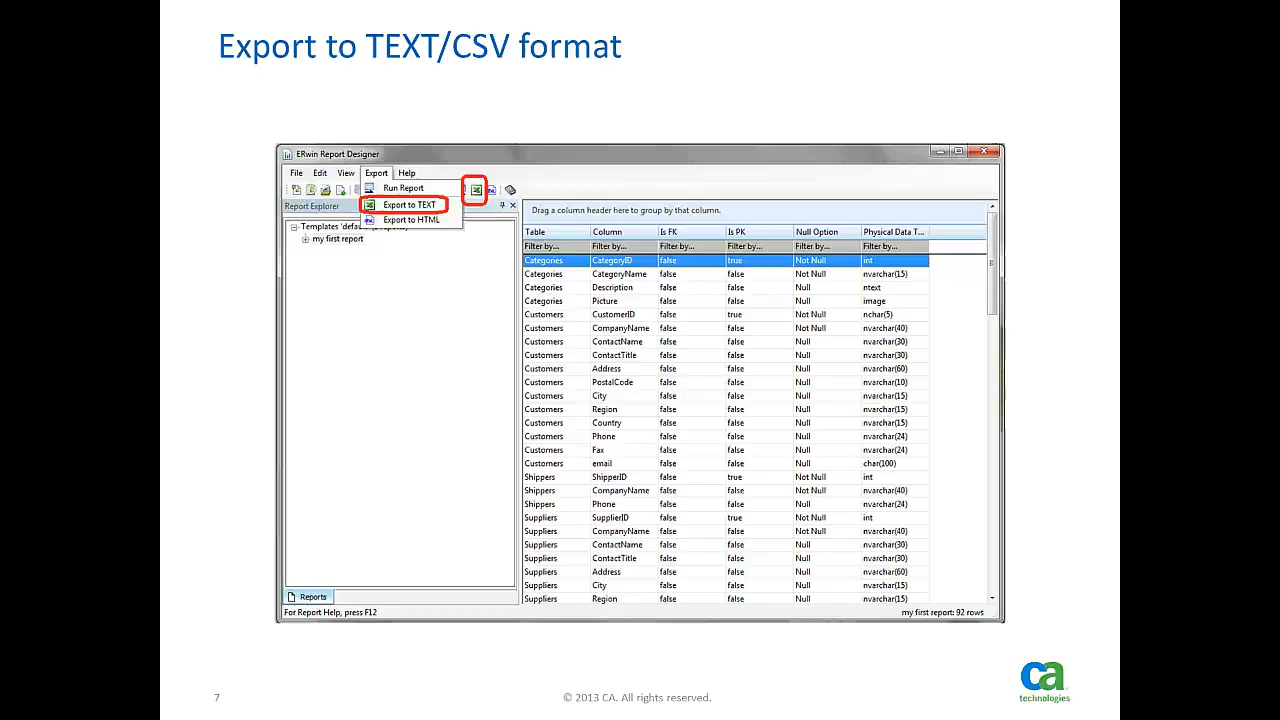 Export to TEXT/CSV format
ERwin Report Designer
File Edit View Export Help
Run Report
Export to TEXT
Export to HTML
Report Explorer
Templates 'defau
my first report
Drag a column header here to group by that column.
Table Column Is FK Is PK Null Option Physical Data T...
Filter by... Filter by... Filter by... Filter by... Filter by... Filter by...
Categories CategoryID false true Not Null int
Categories CategoryName false false Not Null nvarchar(15)
Categories Description false false Null ntext
Categories Picture false false Null image
Customers CustomerID false true Not Null nchar(5)
Customers CompanyName false false Not Null nvarchar(40)
Customers ContactName false false Null nvarchar(30)
Customers ContactTitle false false Null nvarchar(30)
Customers Address false false Null nvarchar(60)
Customers PostalCode false false Null nvarchar(10)
Customers City false false Null nvarchar(15)
Customers Region false false Null nvarchar(15)
Customers Country false false Null nvarchar(15)
Customers Phone false false Null nvarchar(24)
Customers Fax false false Null nvarchar(24)
Customers email false false Null char(100)
Shippers ShipperID false true Not Null int
Shippers CompanyName false false Not Null nvarchar(40)
Shippers Phone false false Null nvarchar(24)
Suppliers SupplierID false true Not Null int
Suppliers CompanyName false false Not Null nvarchar(40)
Suppliers ContactName false false Null nvarchar(30)
Suppliers ContactTitle false false Null nvarchar(30)
Suppliers Address false false Null nvarchar(60)
Suppliers City false false Null nvarchar(15)
Suppliers Region false false Null nvarchar(15)
Reports
For Report Help, press F12
my first report: 92 rows
7
© 2013 CA. All rights reserved.
ca
technologies